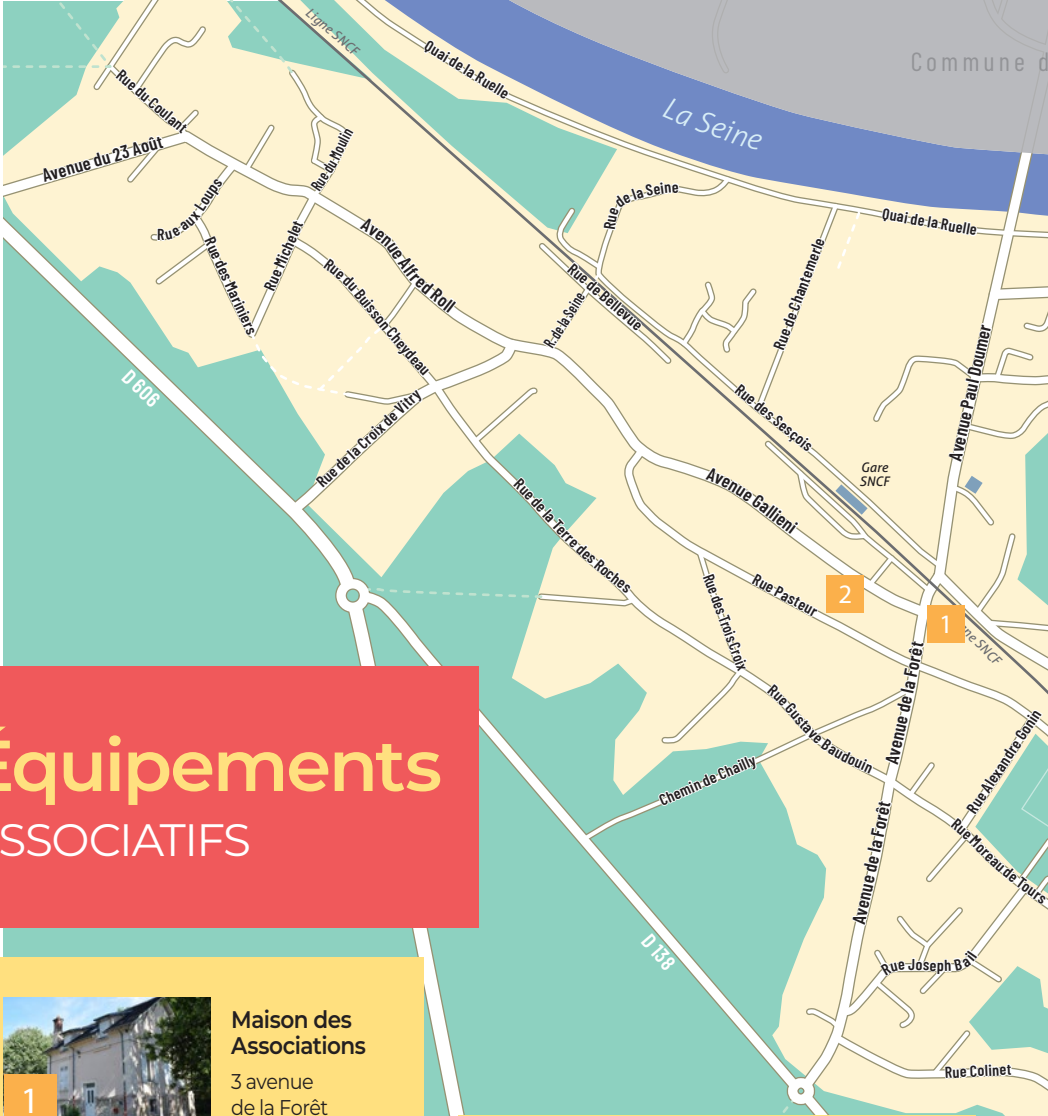 Ligne SNCF
Quai de la Ruelle
Commune d
La Seine
Rue du Coulant
Avenue du 23 Août
Rue du Moulin
Rue aux Loups
Rue de la Seine
Quai de la Ruelle
Rue des Mariniers
Rue Michelet
Avenue Alfred Roll
Rue du Buisson Cheydeau
Rue de Bellevue
R. de la Seine
Rue de Chantemerle
Avenue Paul Doumer
D 606
Rue de la Croix de Vitry
Rue des Sesçois
Gare
SNCF
Avenue Gallieni
Rue de la Terre des Roches
Rue Pasteur
2
1
ne SNCF
Rue des Trois Croix
Avenue de la Forêt
Rue Gustave Baudouin
Rue Alexandre Gonin
Chemin de Chailly
Équipements
SSOCIATIFS
Avenue de la Forêt
Rue Moreau de Tours
D 138
Rue Joseph Bail
Rue Colinet
Maison des
Associations
3 avenue
de la Forêt
1